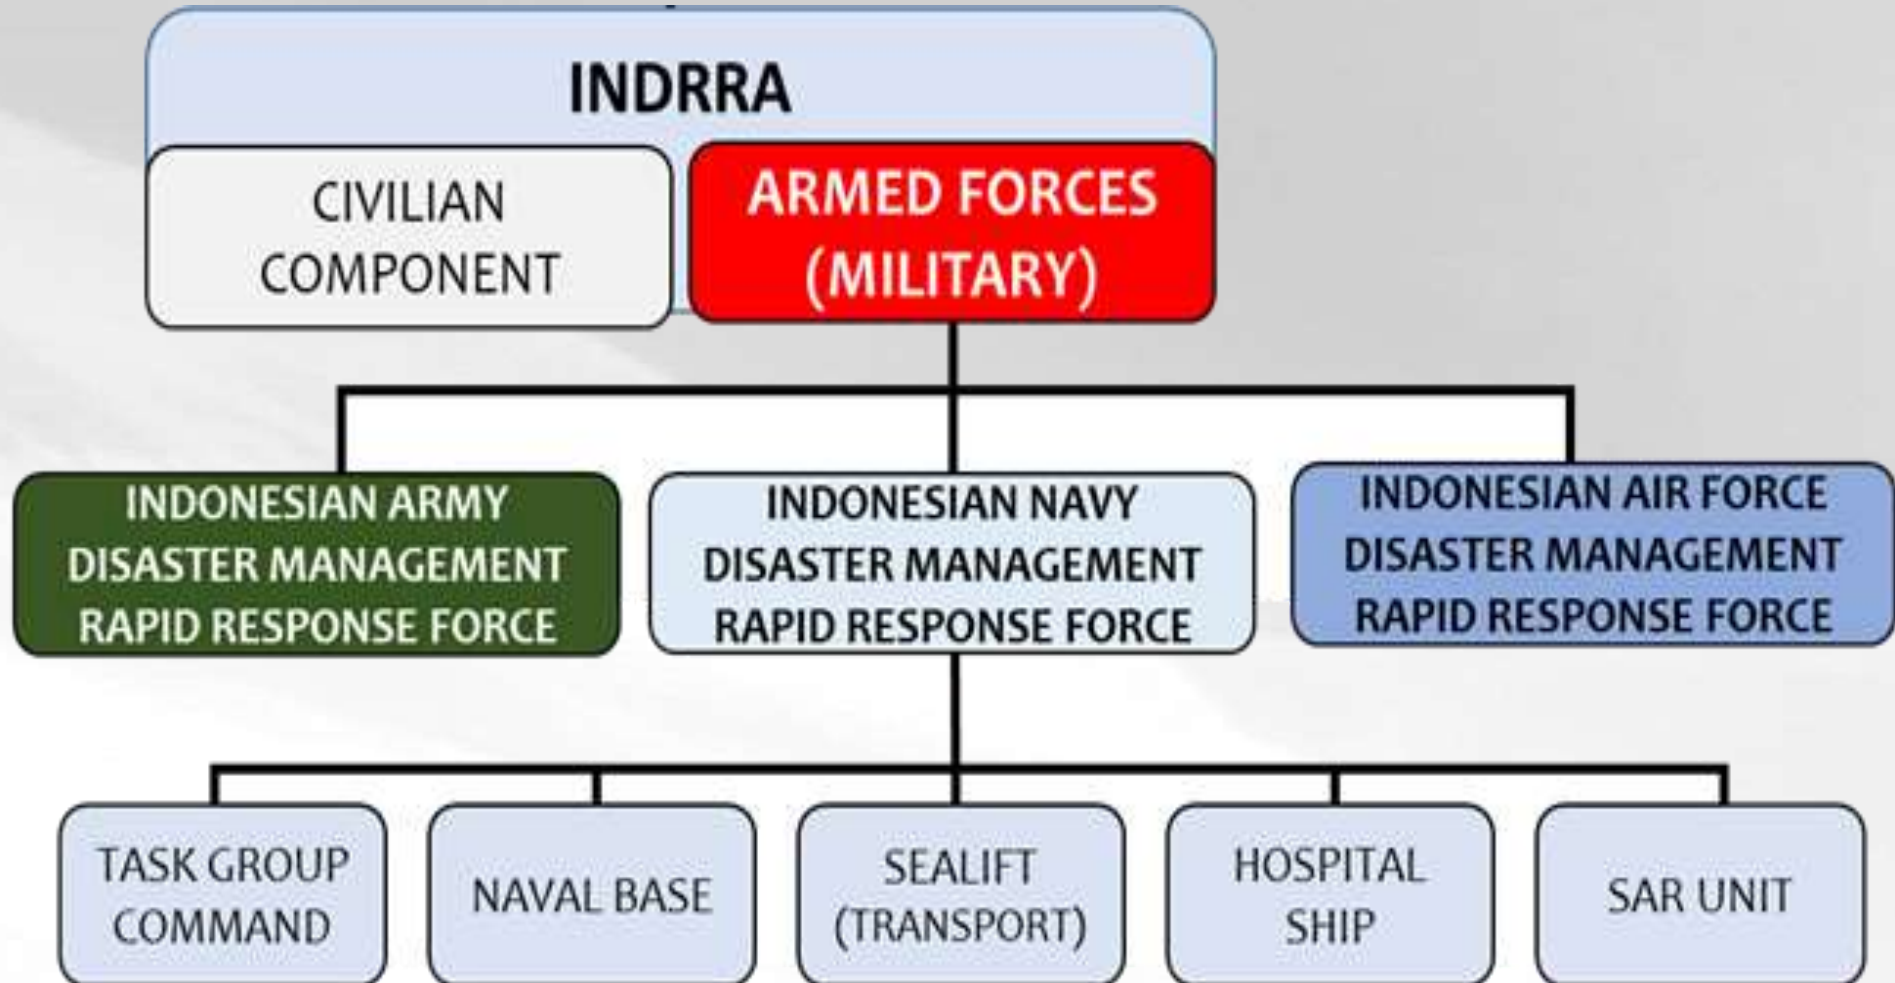 INDRRA
CIVILIAN
COMPONENT
ARMED FORCES
(MILITARY)
INDONESIAN ARMY
DISASTER MANAGEMENT
RAPID RESPONSE FORCE
INDONESIAN NAVY
DISASTER MANAGEMENT
RAPID RESPONSE FORCE
INDONESIAN AIR FORCE
DISASTER MANAGEMENT
RAPID RESPONSE FORCE
TASK GROUP
COMMAND
NAVAL BASE
SEALIFT
(TRANSPORT)
HOSPITAL
SHIP
SAR UNIT